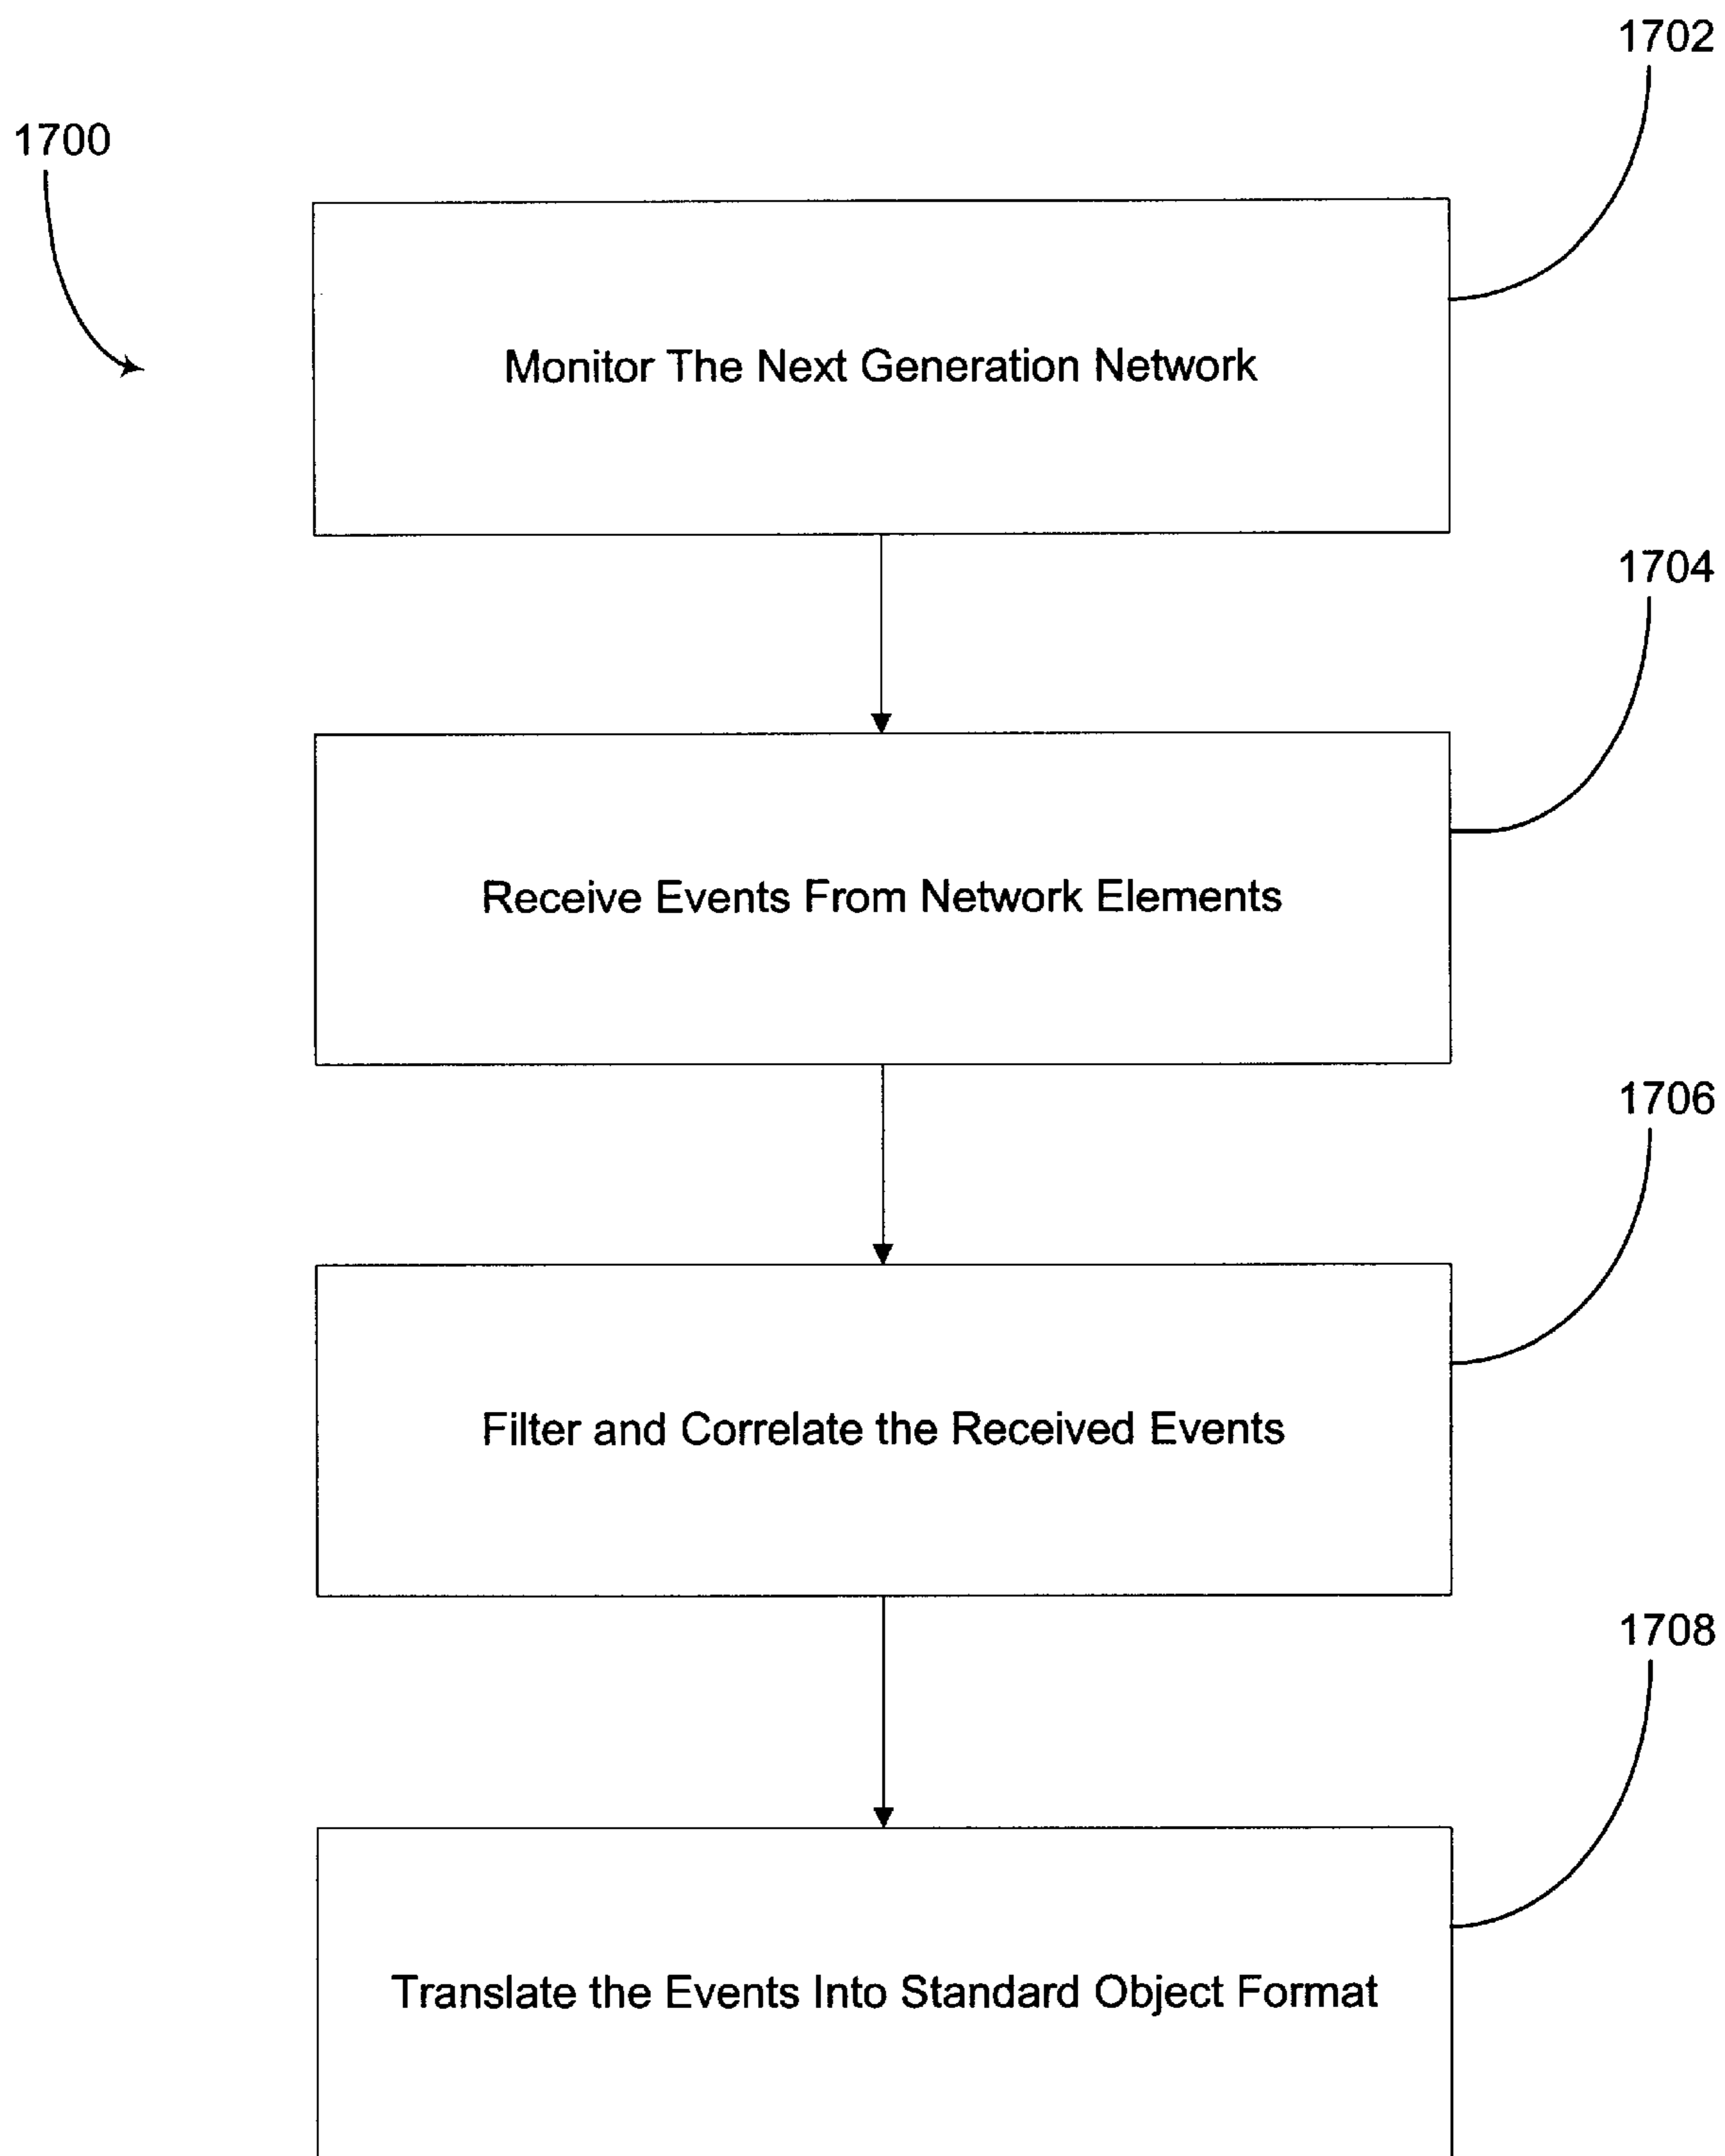 1702
1700
Monitor The Next Generation Network
1704
Receive Events From Network Elements
1706
Filter and Correlate the Received Events
1708
Translate the Events Into Standard Object Format